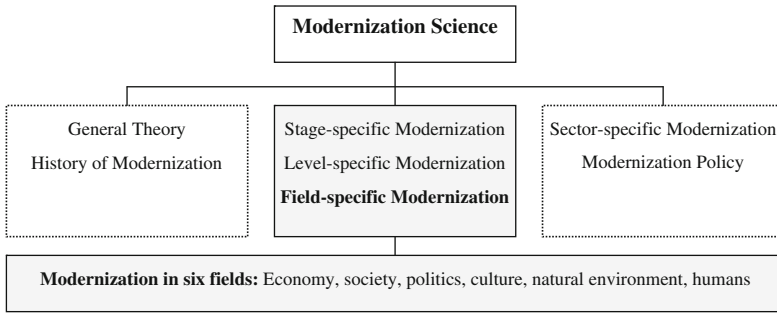 Modernization Science
General Theory
History of Modernization
Stage-specific Modernization
Level-specific Modernization
Field-specific Modernization
Sector-specific Modernization
Modernization Policy
Modernization in six fields: Economy, society, politics, culture, natural environment, humans